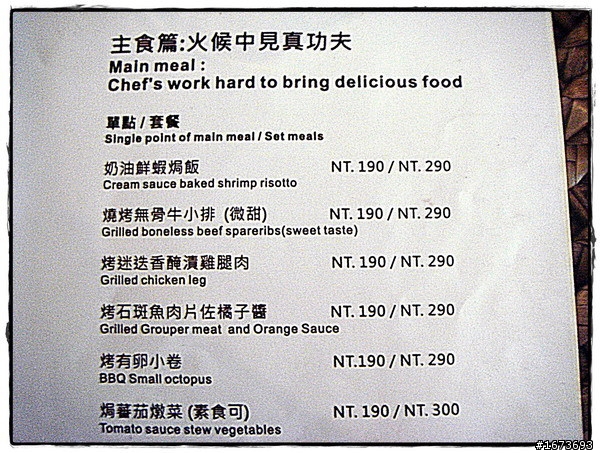 主食篇:火候中見真功夫
Main meal :
Chef's work hard to bring delicious food
單點 / 套餐
Single point of main meal / Set meals
奶油鮮蝦焗飯 NT. 190 / NT. 290
Cream sauce baked shrimp risotto
燒烤無骨牛小排 (微甜) NT. 190 / NT. 290
Grilled boneless beef spareribs(sweet taste)
烤迷迭香醃漬雞腿肉 NT. 190 / NT. 290
Grilled chicken leg
烤石斑魚肉片佐橘子醬 NT. 190 / NT. 290
Grilled Grouper meat and Orange Sauce
烤有卵小卷 NT.190 / NT. 290
BBQ Small octopus
焗蕃茄燉菜 (素食可) NT. 190 / NT. 300
Tomato sauce stew vegetables
#1673693